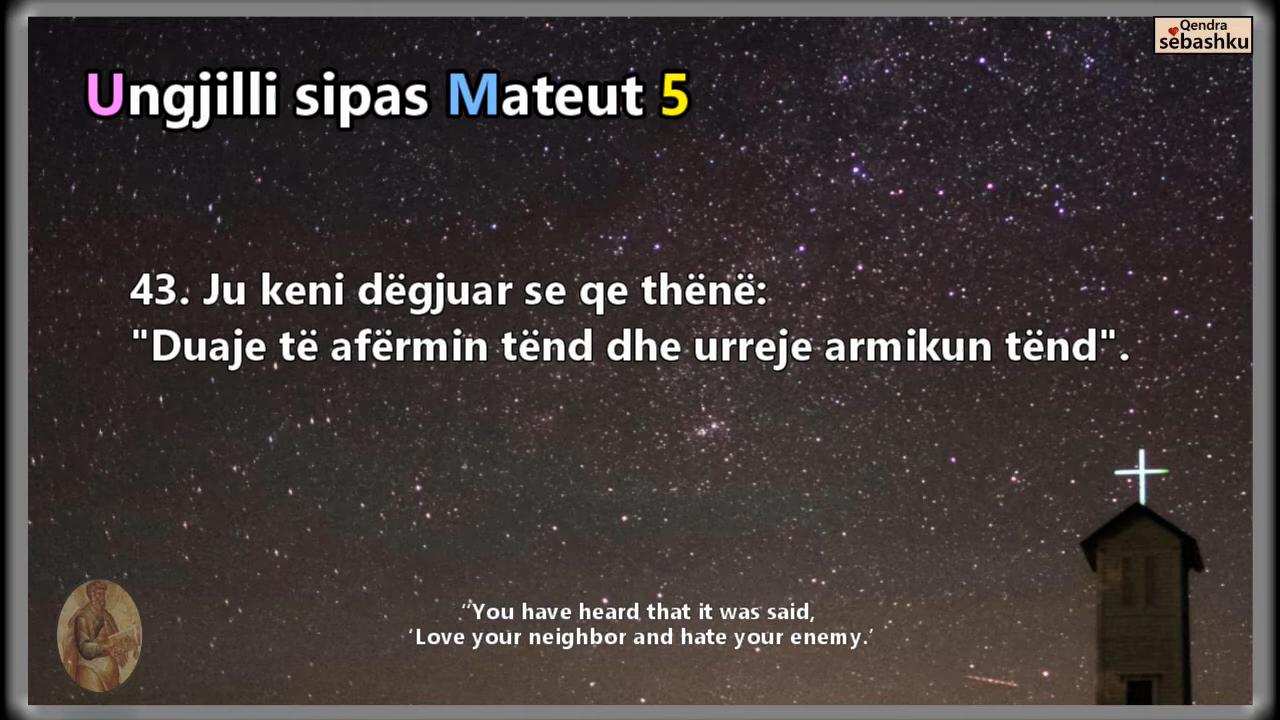 Qendra
sebashku
Ungjilli sipas Mateut 5
43. Ju keni dëgjuar se qe thënë:
"Duaje të afërmin tënd dhe urreje armikun tënd".
“You have heard that it was said,
‘Love your neighbor and hate your enemy.’